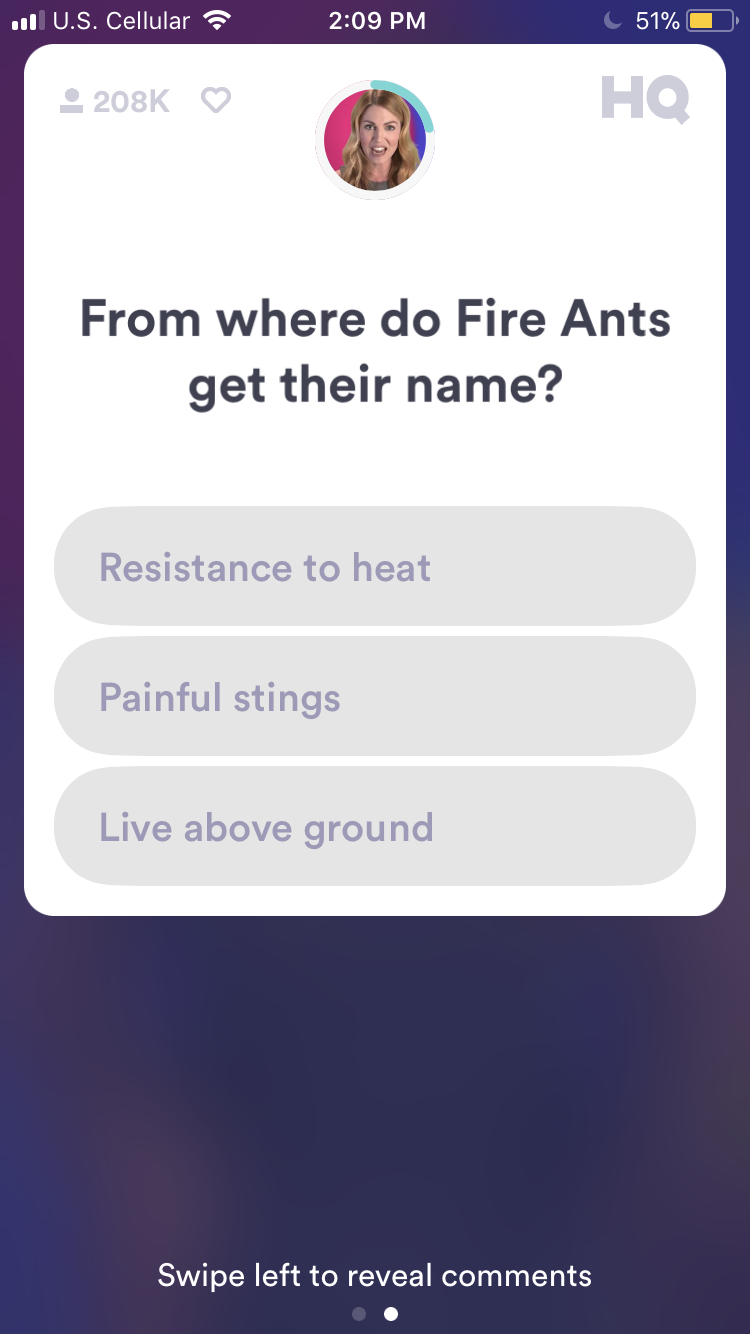 U.S. Cellular 2:09 PM 51%
208K HQ
From where do Fire Ants
get their name?
Resistance to heat
Painful stings
Live above ground
Swipe left to reveal comments